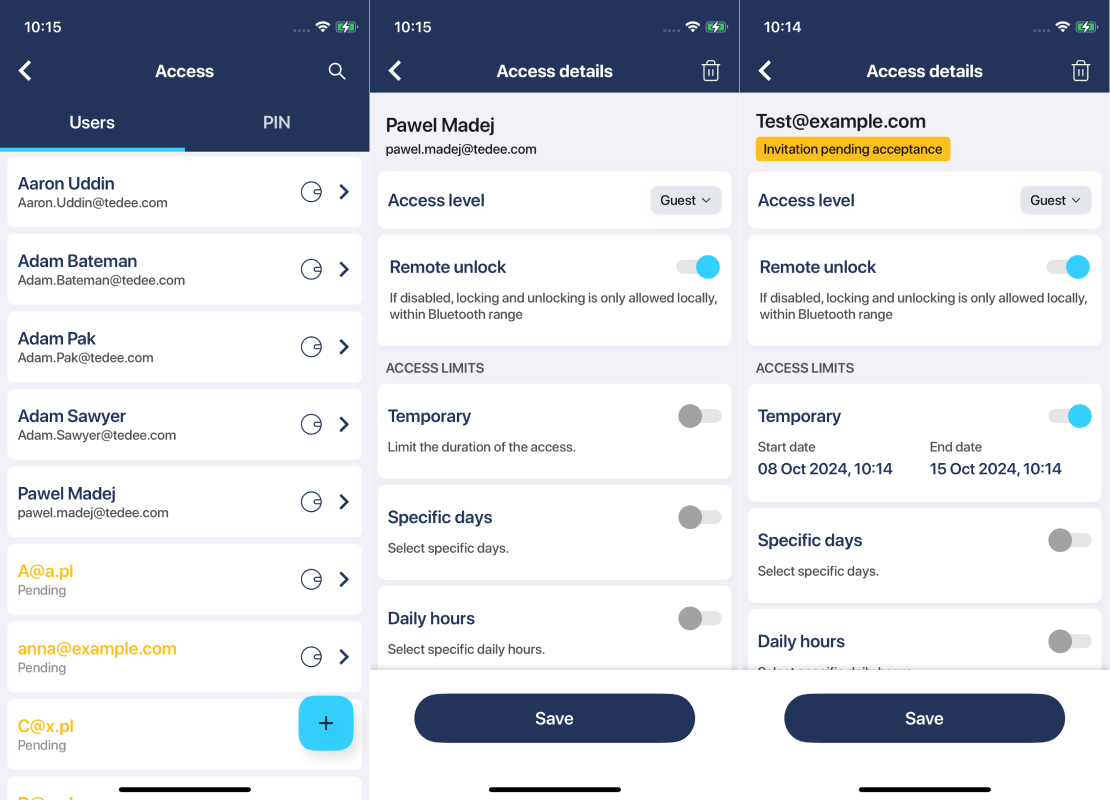 10:15
Access
Users PIN
Aaron Uddin
Aaron.Uddin@tedee.com
Adam Bateman
Adam.Bateman@tedee.com
Adam Pak
Adam.Pak@tedee.com
Adam Sawyer
Adam.Sawyer@tedee.com
Pawel Madej
pawel.madej@tedee.com
A@a.pl
Pending
anna@example.com
Pending
C@x.pl
Pending
+
10:15
Access details
Pawel Madej
pawel.madej@tedee.com
Access level Guest
Remote unlock
If disabled, locking and unlocking is only allowed locally,
within Bluetooth range
ACCESS LIMITS
Temporary
Limit the duration of the access.
Specific days
Select specific days.
Daily hours
Select specific daily hours.
Save
10:14
Access details
Test@example.com
Invitation pending acceptance
Access level Guest
Remote unlock
If disabled, locking and unlocking is only allowed locally,
within Bluetooth range
ACCESS LIMITS
Temporary
Start date End date
08 Oct 2024, 10:14 15 Oct 2024, 10:14
Specific days
Select specific days.
Daily hours
Select specific daily hours.
Save